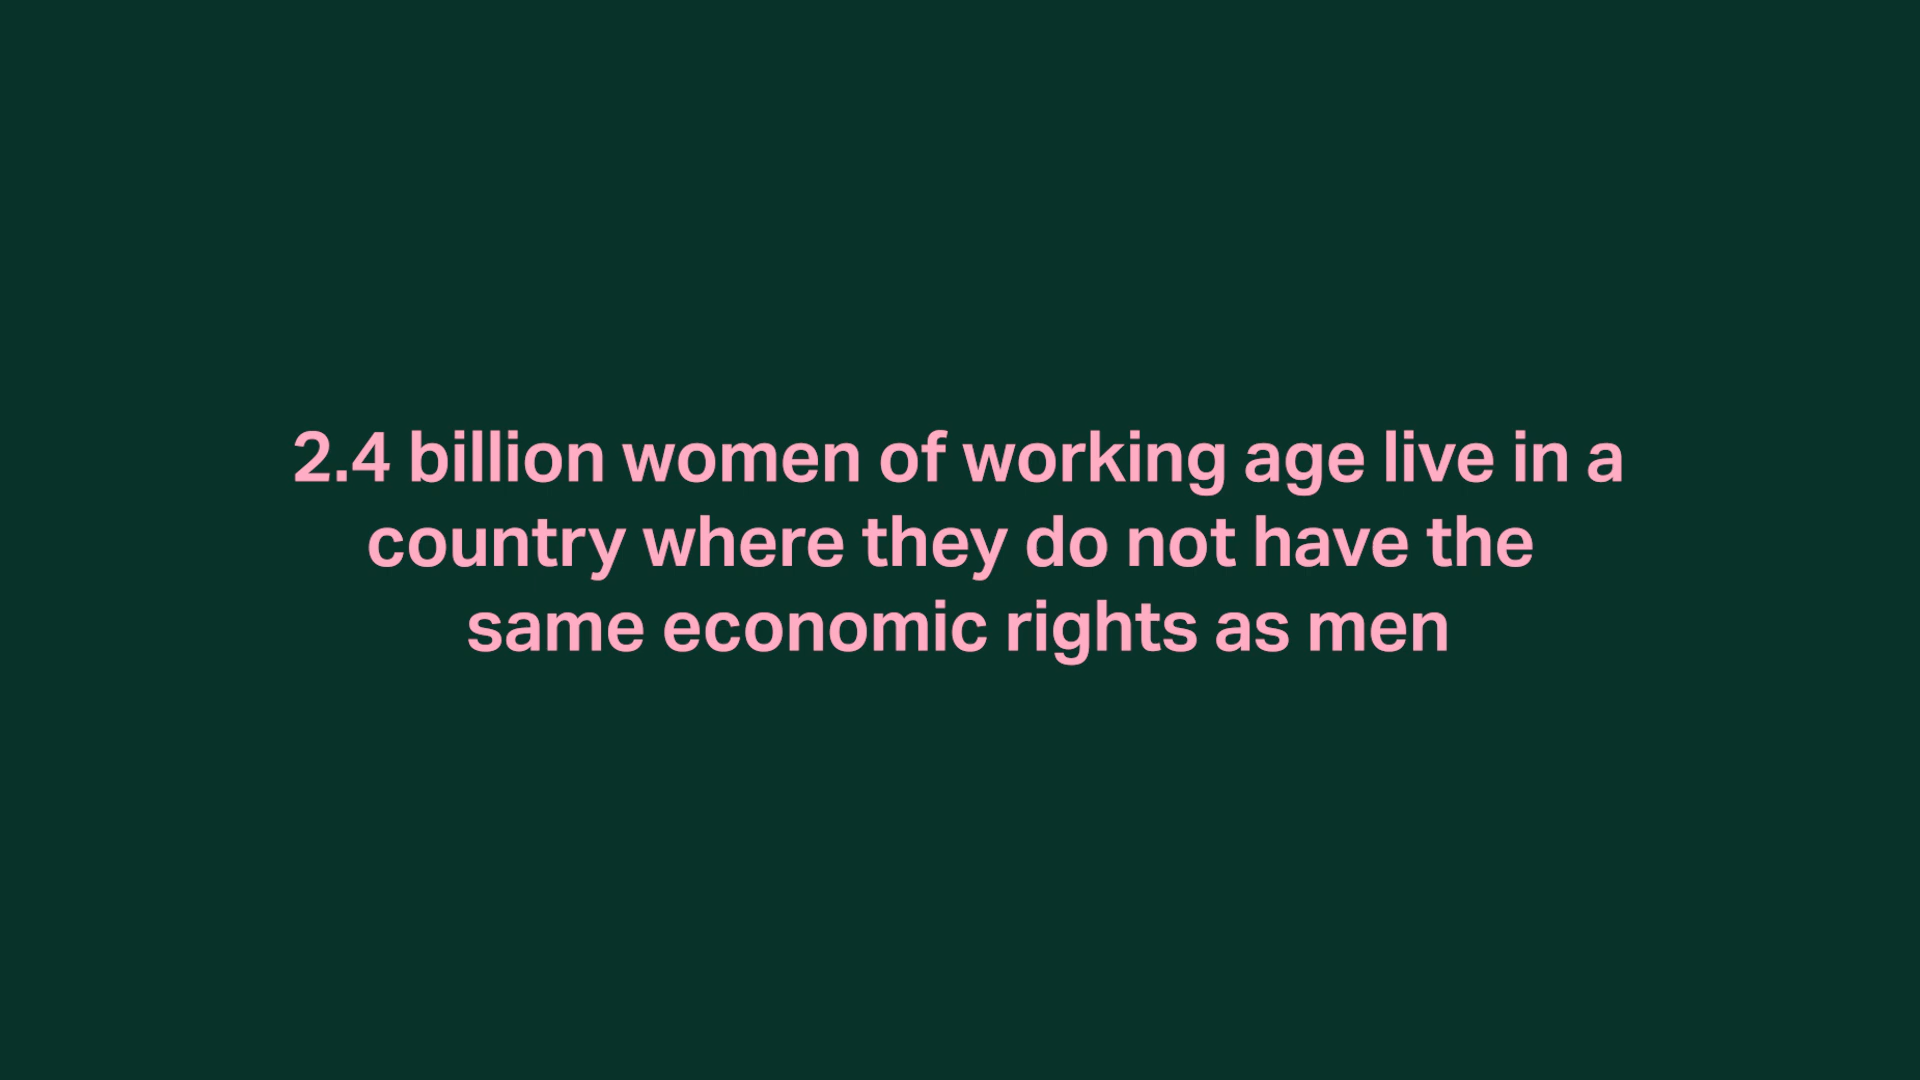 2.4 billion women of working age live in a
country where they do not have the
same economic rights as men